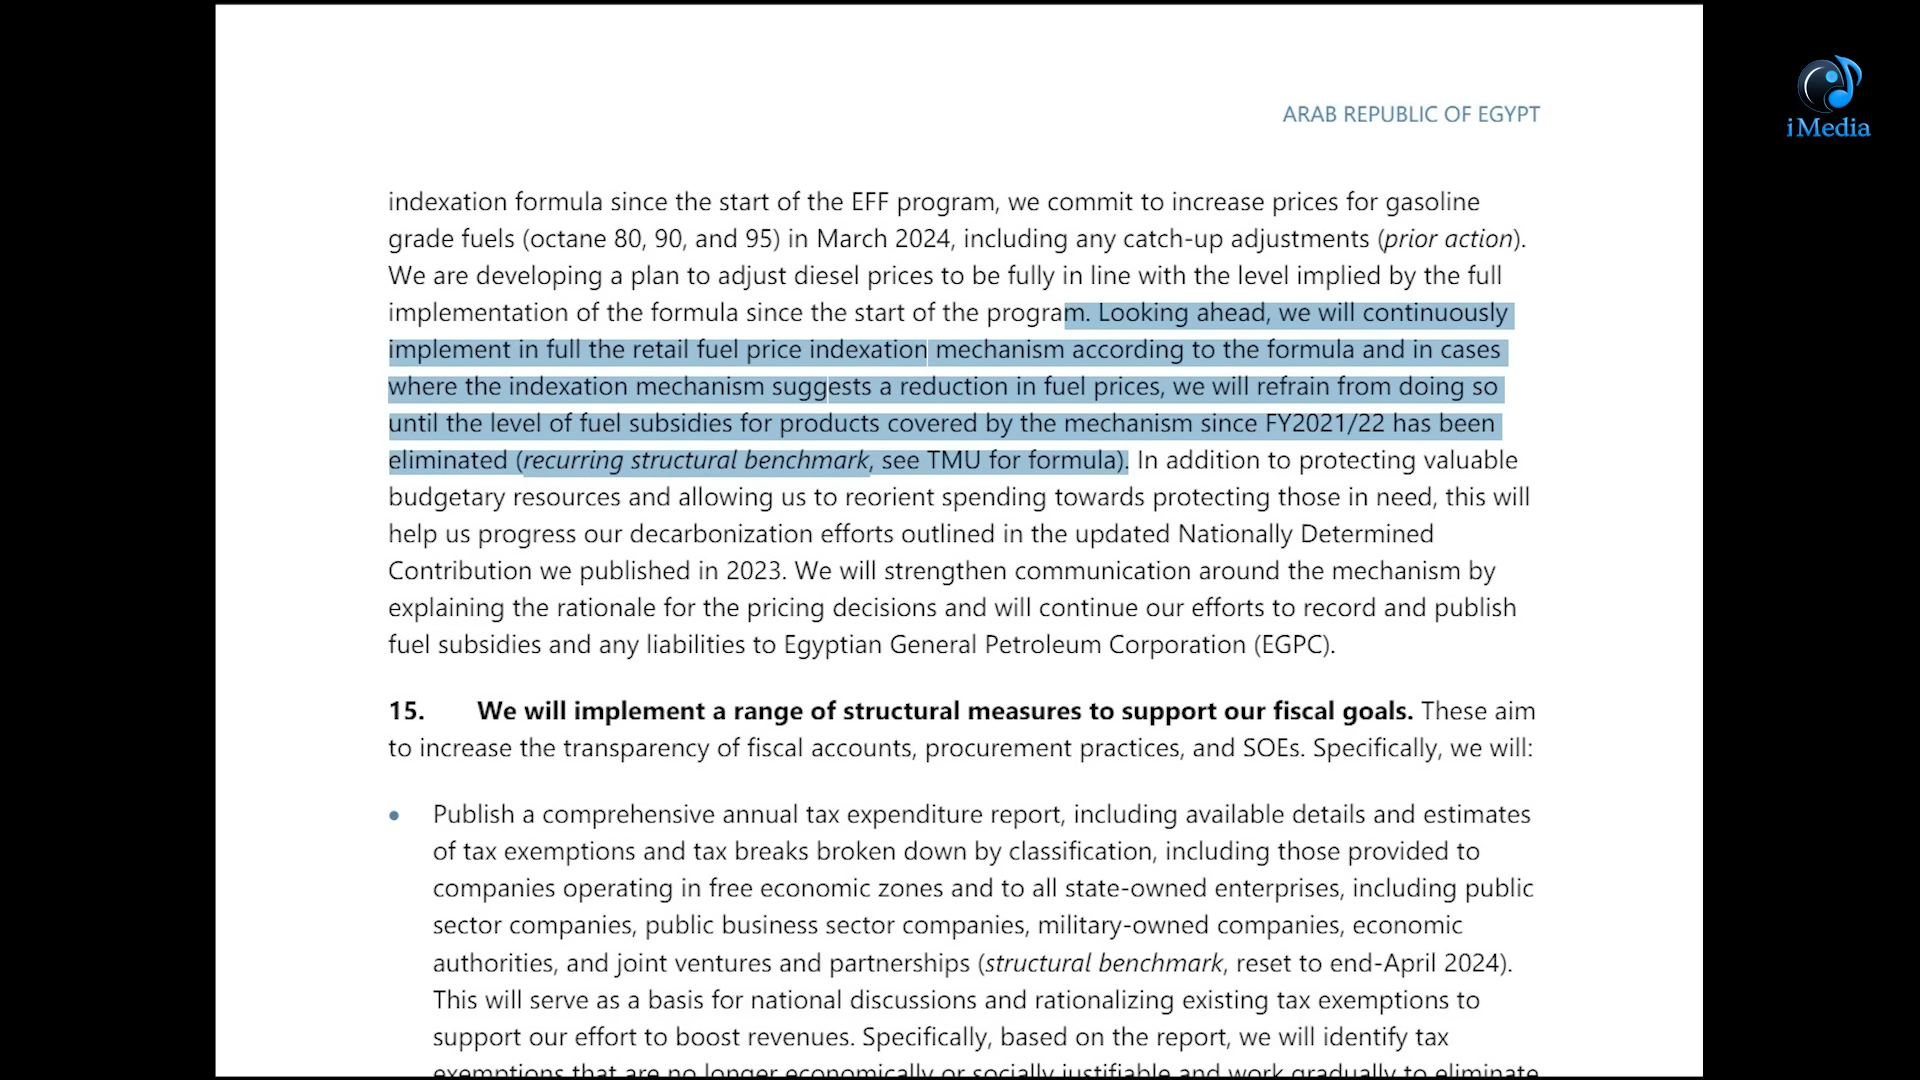 iMedia
ARAB REPUBLIC OF EGYPT
indexation formula since the start of the EFF program, we commit to increase prices for gasoline
grade fuels (octane 80, 90, and 95) in March 2024, including any catch-up adjustments (prior action).
We are developing a plan to adjust diesel prices to be fully in line with the level implied by the full
implementation of the formula since the start of the program. Looking ahead, we will continuously
implement in full the retail fuel price indexation mechanism according to the formula and in cases
where the indexation mechanism suggests a reduction in fuel prices, we will refrain from doing so
until the level of fuel subsidies for products covered by the mechanism since FY2021/22 has been
eliminated (recurring structural benchmark, see TMU for formula). In addition to protecting valuable
budgetary resources and allowing us to reorient spending towards protecting those in need, this will
help us progress our decarbonization efforts outlined in the updated Nationally Determined
Contribution we published in 2023. We will strengthen communication around the mechanism by
explaining the rationale for the pricing decisions and will continue our efforts to record and publish
fuel subsidies and any liabilities to Egyptian General Petroleum Corporation (EGPC).
15. We will implement a range of structural measures to support our fiscal goals. These aim
to increase the transparency of fiscal accounts, procurement practices, and SOEs. Specifically, we will:
• Publish a comprehensive annual tax expenditure report, including available details and estimates
of tax exemptions and tax breaks broken down by classification, including those provided to
companies operating in free economic zones and to all state-owned enterprises, including public
sector companies, public business sector companies, military-owned companies, economic
authorities, and joint ventures and partnerships (structural benchmark, reset to end-April 2024).
This will serve as a basis for national discussions and rationalizing existing tax exemptions to
support our effort to boost revenues. Specifically, based on the report, we will identify tax
exemptions that are no longer economically or socially justifiable and work gradually to eliminate